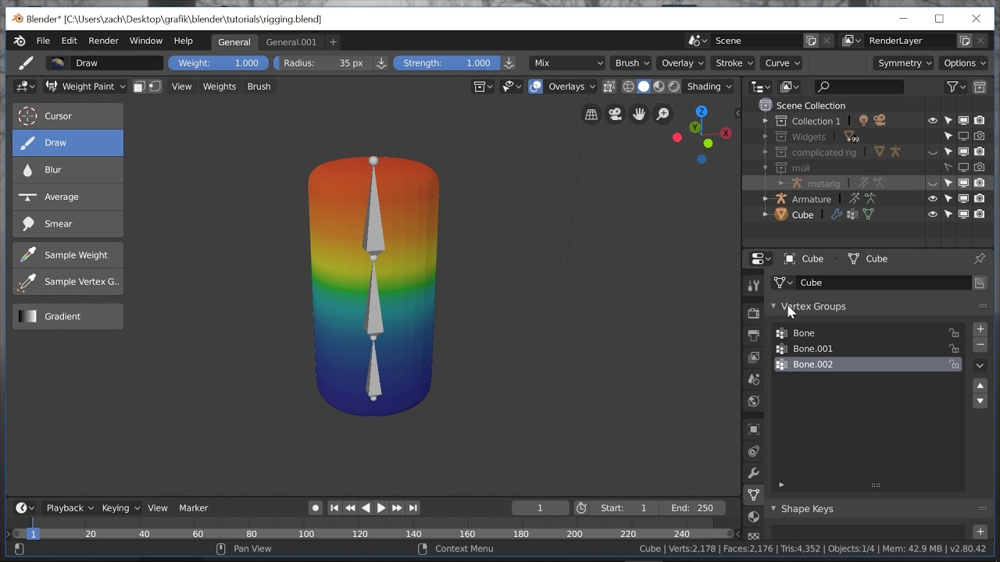 Blender* [C:\Users\zach\Desktop\grafik\blender\tutorials\rigging.blend]
File Edit Render Window Help General General.001 + Scene RenderLayer
Draw Weight: 1.000 Radius: 35 px Strength: 1.000 Mix Brush Overlay Stroke Curve Symmetry Options
Weight Paint View Weights Brush Overlays Shading
Cursor
Draw
Blur
Average
Smear
Sample Weight
Sample Vertex G..
Gradient
Z
Y
X
Scene Collection
Collection 1
Widgets +99
complicated rig
müll
metarig
Armature
Cube
Cube Cube
Cube
Vertex Groups
Bone
Bone.001
Bone.002
Shape Keys
Playback Keying View Marker 1 Start: 1 End: 250
1 20 40 60 80 100 120 140 160 180 200 220 240
Pan View Context Menu Cube | Verts:2,178 | Faces:2,176 | Tris:4,352 | Objects:1/4 | Mem: 42.9 MB | v2.80.42